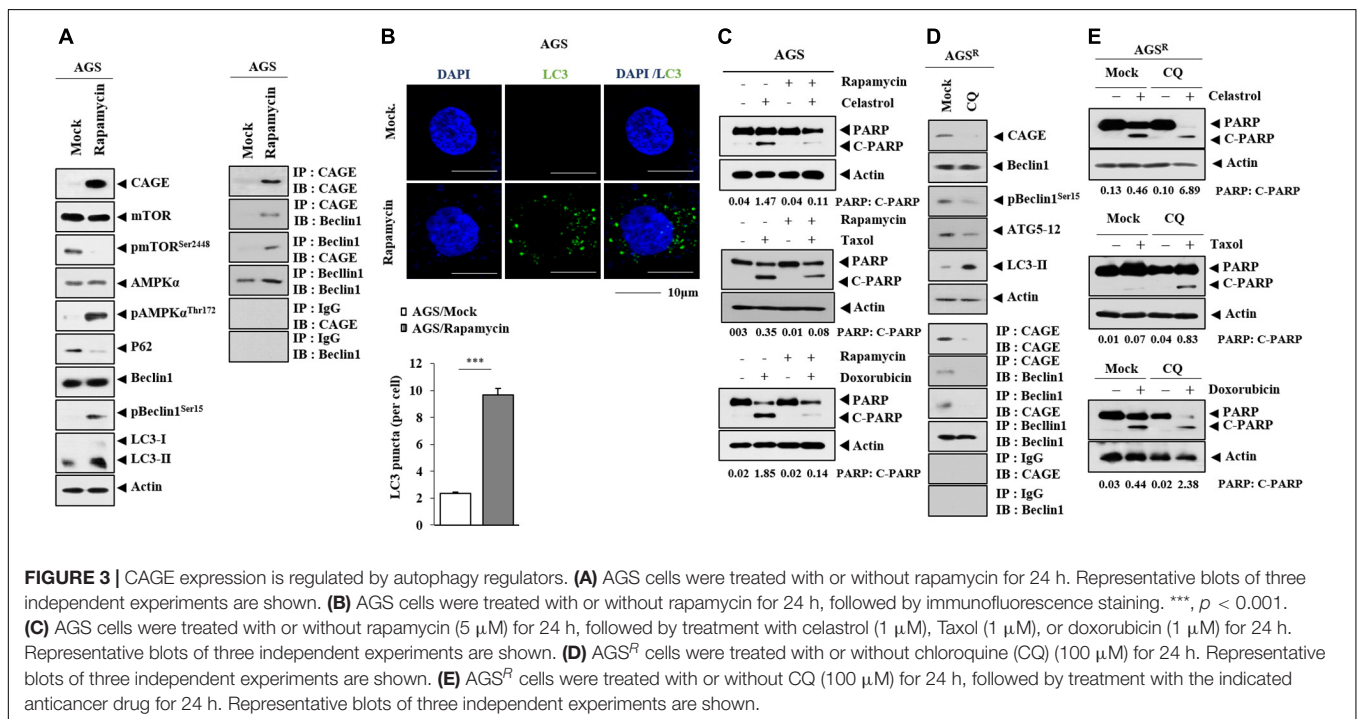 A
AGS
Mock
Rapamycin
CAGE
mTOR
pmTORSer2448
AMPKα
pAMPKαThr172
P62
Beclin1
pBeclin1Ser15
LC3-I
LC3-II
Actin
AGS
Mock
Rapamycin
IP : CAGE
IB : CAGE
IP : CAGE
IB : Beclin1
IP : Beclin1
IB : CAGE
IP : Becllin1
IB : Beclin1
IP : IgG
IB : CAGE
IP : IgG
IB : Beclin1
B
AGS
DAPI LC3 DAPI /LC3
Mock.
Rapamycin
10μm
AGS/Mock
AGS/Rapamycin
LC3 puncta (per cell)
12
10
8
6
4
2
0
***
C
AGS
- - + + Rapamycin
- + - + Celastrol
PARP
C-PARP
Actin
0.04 1.47 0.04 0.11 PARP: C-PARP
- - + + Rapamycin
- + - + Taxol
PARP
C-PARP
Actin
003 0.35 0.01 0.08 PARP: C-PARP
- - + + Rapamycin
- + - + Doxorubicin
PARP
C-PARP
Actin
0.02 1.85 0.02 0.14 PARP: C-PARP
D
AGSR
Mock
CQ
CAGE
Beclin1
pBeclin1Ser15
ATG5-12
LC3-II
Actin
IP : CAGE
IB : CAGE
IP : CAGE
IB : Beclin1
IP : Beclin1
IB : CAGE
IP : Becllin1
IB : Beclin1
IP : IgG
IB : CAGE
IP : IgG
IB : Beclin1
E
AGSR
Mock CQ
− + − + Celastrol
PARP
C-PARP
Actin
0.13 0.46 0.10 6.89 PARP: C-PARP
Mock CQ
− + − + Taxol
PARP
C-PARP
Actin
0.01 0.07 0.04 0.83 PARP: C-PARP
Mock CQ
− + − + Doxorubicin
PARP
C-PARP
Actin
0.03 0.44 0.02 2.38 PARP: C-PARP
FIGURE 3 | CAGE expression is regulated by autophagy regulators. (A) AGS cells were treated with or without rapamycin for 24 h. Representative blots of three
independent experiments are shown. (B) AGS cells were treated with or without rapamycin for 24 h, followed by immunofluorescence staining. ***, p < 0.001.
(C) AGS cells were treated with or without rapamycin (5 μM) for 24 h, followed by treatment with celastrol (1 μM), Taxol (1 μM), or doxorubicin (1 μM) for 24 h.
Representative blots of three independent experiments are shown. (D) AGSR cells were treated with or without chloroquine (CQ) (100 μM) for 24 h. Representative
blots of three independent experiments are shown. (E) AGSR cells were treated with or without CQ (100 μM) for 24 h, followed by treatment with the indicated
anticancer drug for 24 h. Representative blots of three independent experiments are shown.